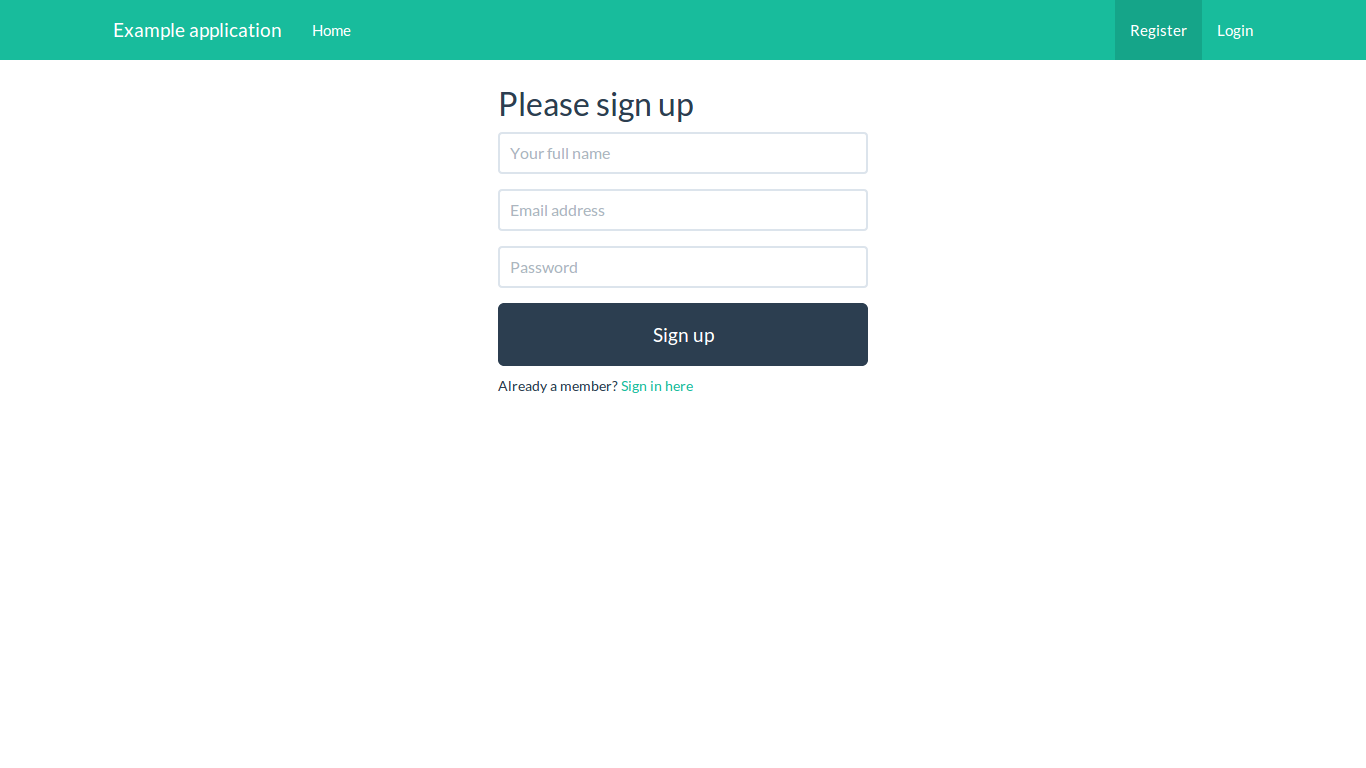 Example application Home Register Login
Please sign up
Your full name
Email address
Password
Sign up
Already a member? Sign in here